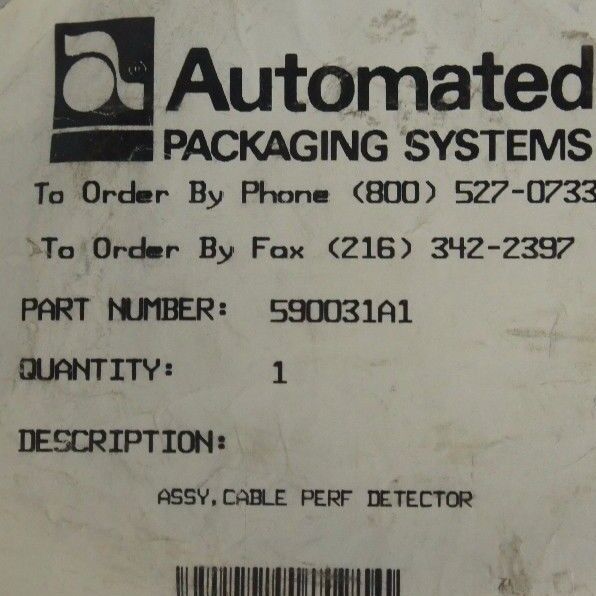 a
Automated
PACKAGING SYSTEMS
To Order By Phone (800) 527-0733
To Order By Fax (216) 342-2397
PART NUMBER: 590031A1
QUANTITY: 1
DESCRIPTION:
ASSY,CABLE PERF DETECTOR